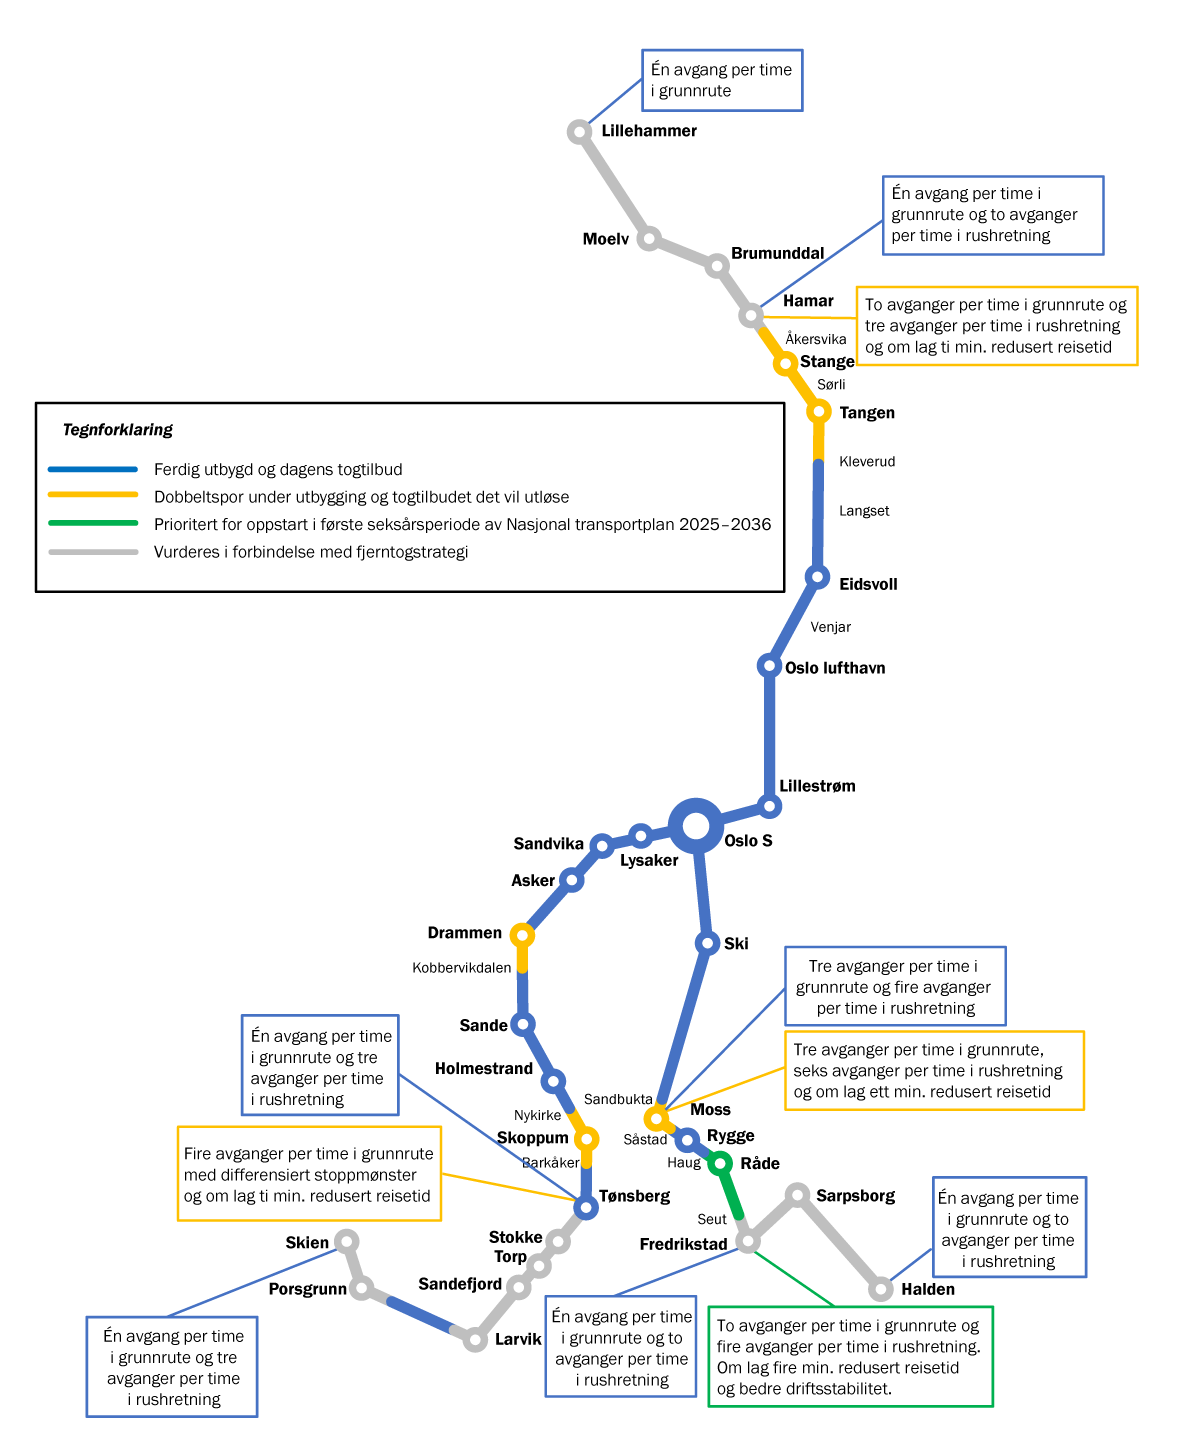 Én avgang per time
i grunnrute
Lillehammer
Én avgang per time i
grunnrute og to avganger
per time i rushretning
Moelv
Brumunddal
Hamar
To avganger per time i grunnrute og
tre avganger per time i rushretning
og om lag ti min. redusert reisetid
Åkersvika
Stange
Sørli
Tangen
Tegnforklaring
Ferdig utbygd og dagens togtilbud
Dobbeltspor under utbygging og togtilbudet det vil utløse
Prioritert for oppstart i første seksårsperiode av Nasjonal transportplan 2025–2036
Vurderes i forbindelse med fjerntogstrategi
Kleverud
Langset
Eidsvoll
Venjar
Oslo lufthavn
Lillestrøm
Oslo S
Lysaker
Sandvika
Asker
Drammen
Kobbervikdalen
Ski
Tre avganger per time i
grunnrute og fire avganger
per time i rushretning
Sande
Én avgang per time
i grunnrute og tre
avganger per time
i rushretning
Holmestrand
Tre avganger per time i grunnrute,
seks avganger per time i rushretning
og om lag ett min. redusert reisetid
Sandbukta
Moss
Nykirke
Skoppum
Såstad
Rygge
Barkåker
Haug
Råde
Fire avganger per time i grunnrute
med differensiert stoppmønster
og om lag ti min. redusert reisetid
Tønsberg
Sarpsborg
Seut
Fredrikstad
Én avgang per time
i grunnrute og to
avganger per time
i rushretning
Stokke
Torp
Skien
Sandefjord
Porsgrunn
Halden
Larvik
Én avgang per time
i grunnrute og tre
avganger per time
i rushretning
Én avgang per time
i grunnrute og to
avganger per time
i rushretning
To avganger per time i grunnrute og
fire avganger per time i rushretning.
Om lag fire min. redusert reisetid
og bedre driftsstabilitet.